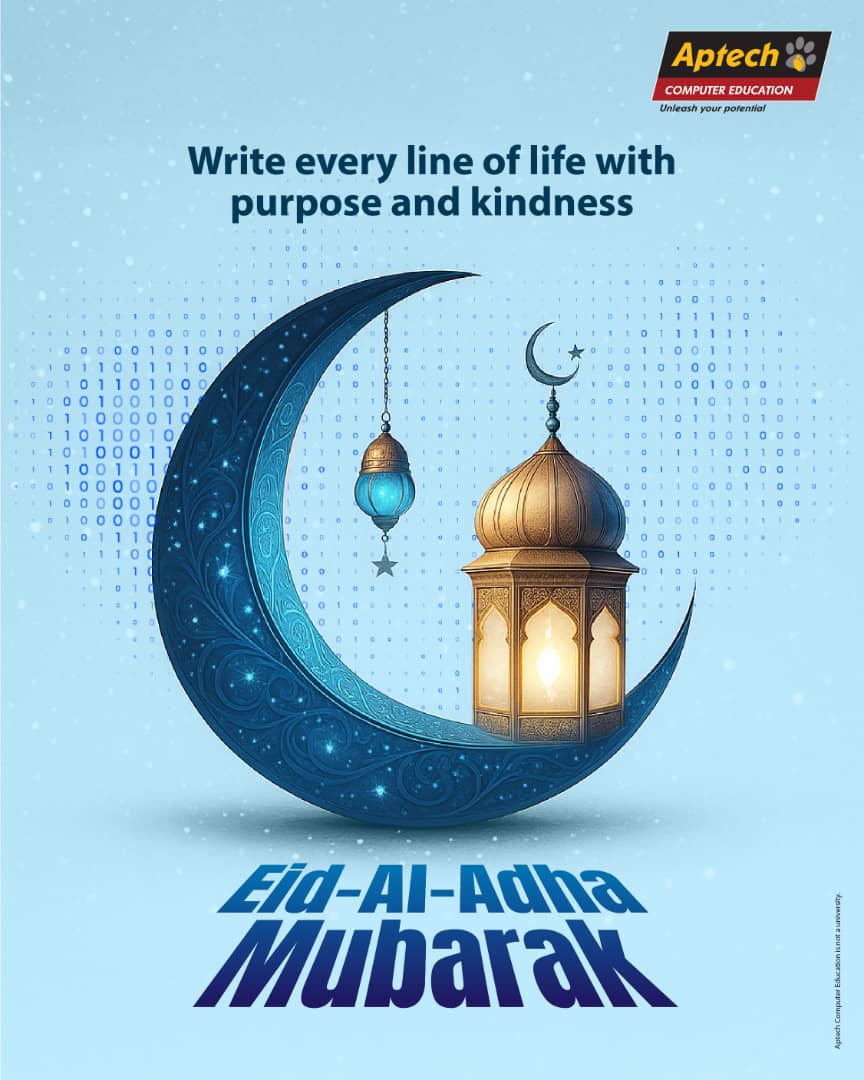 Aptech
COMPUTER EDUCATION
Unleash your potential
Write every line of life with
purpose and kindness
Eid-Al-Adha
Mubarak
Aptech Computer Education is not a university.